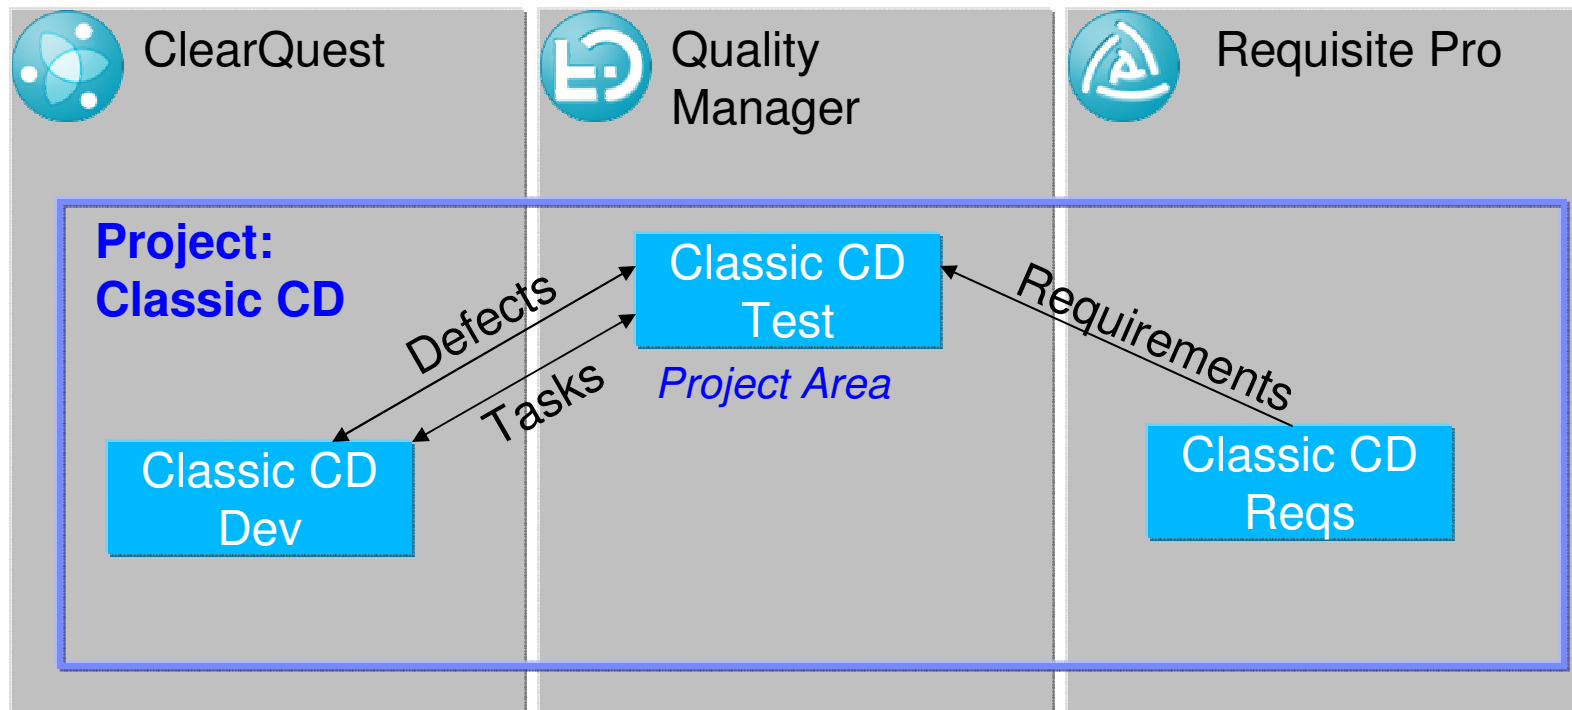 ClearQuest
Quality
Manager
Requisite Pro
Project:
Classic CD
Classic CD
Test
Project Area
Defects
Tasks
Requirements
Classic CD
Dev
Classic CD
Reqs